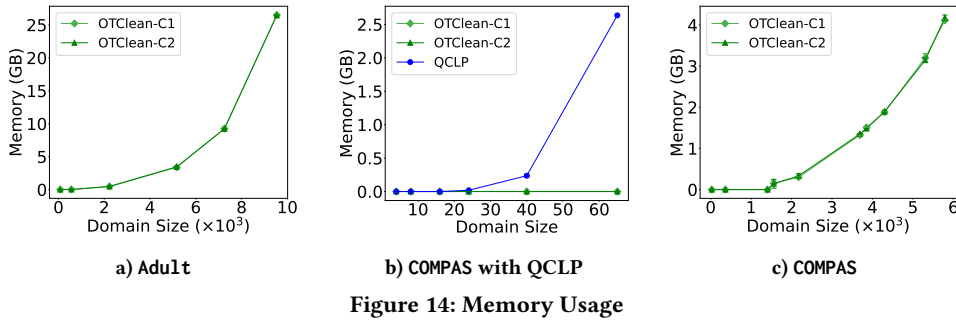 OTClean-C1
OTClean-C2
Memory (GB)
25
20
15
10
5
0
0 2 4 6 8 10
Domain Size (×10³)
a) Adult
OTClean-C1
OTClean-C2
QCLP
Memory (GB)
2.5
2.0
1.5
1.0
0.5
0.0
10 20 30 40 50 60
Domain Size
b) COMPAS with QCLP
OTClean-C1
OTClean-C2
Memory (GB)
4
3
2
1
0
0 1 2 3 4 5 6
Domain Size (×10³)
c) COMPAS
Figure 14: Memory Usage